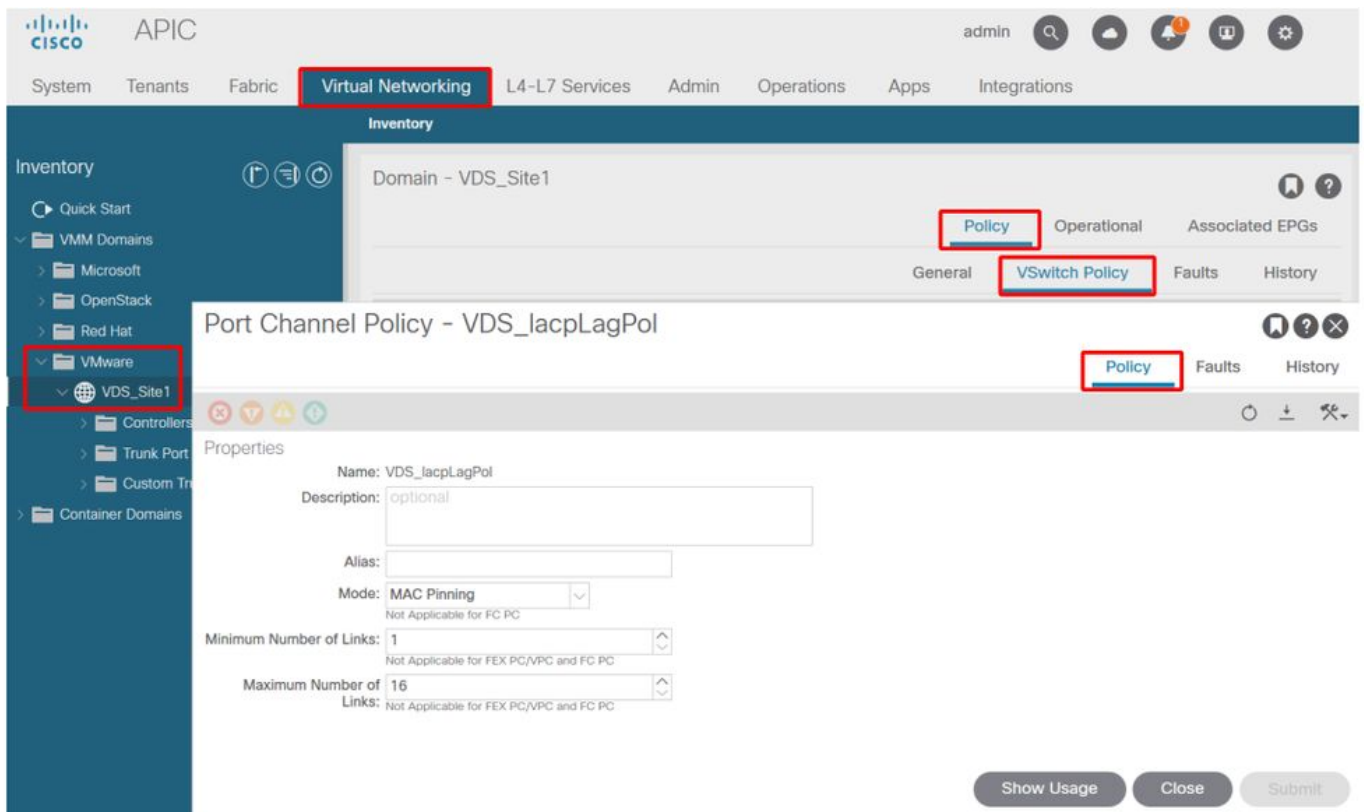 CISCO
APIC
admin
1
System Tenants Fabric Virtual Networking L4-L7 Services Admin Operations Apps Integrations
Inventory
Inventory
Domain - VDS_Site1
Quick Start
Policy Operational Associated EPGs
VMM Domains
Microsoft
General VSwitch Policy Faults History
OpenStack
Red Hat
Port Channel Policy - VDS_lacpLagPol
VMware
Policy Faults History
VDS_Site1
Controllers
Trunk Port
Properties
Name: VDS_lacpLagPol
Custom
Description: optional
Container Domains
Alias:
Mode: MAC Pinning
Not Applicable for FC PC
Minimum Number of Links: 1
Not Applicable for FEX PC/VPC and FC PC
Maximum Number of 16
Links: Not Applicable for FEX PC/VPC and FC PC
Show Usage Close Submit